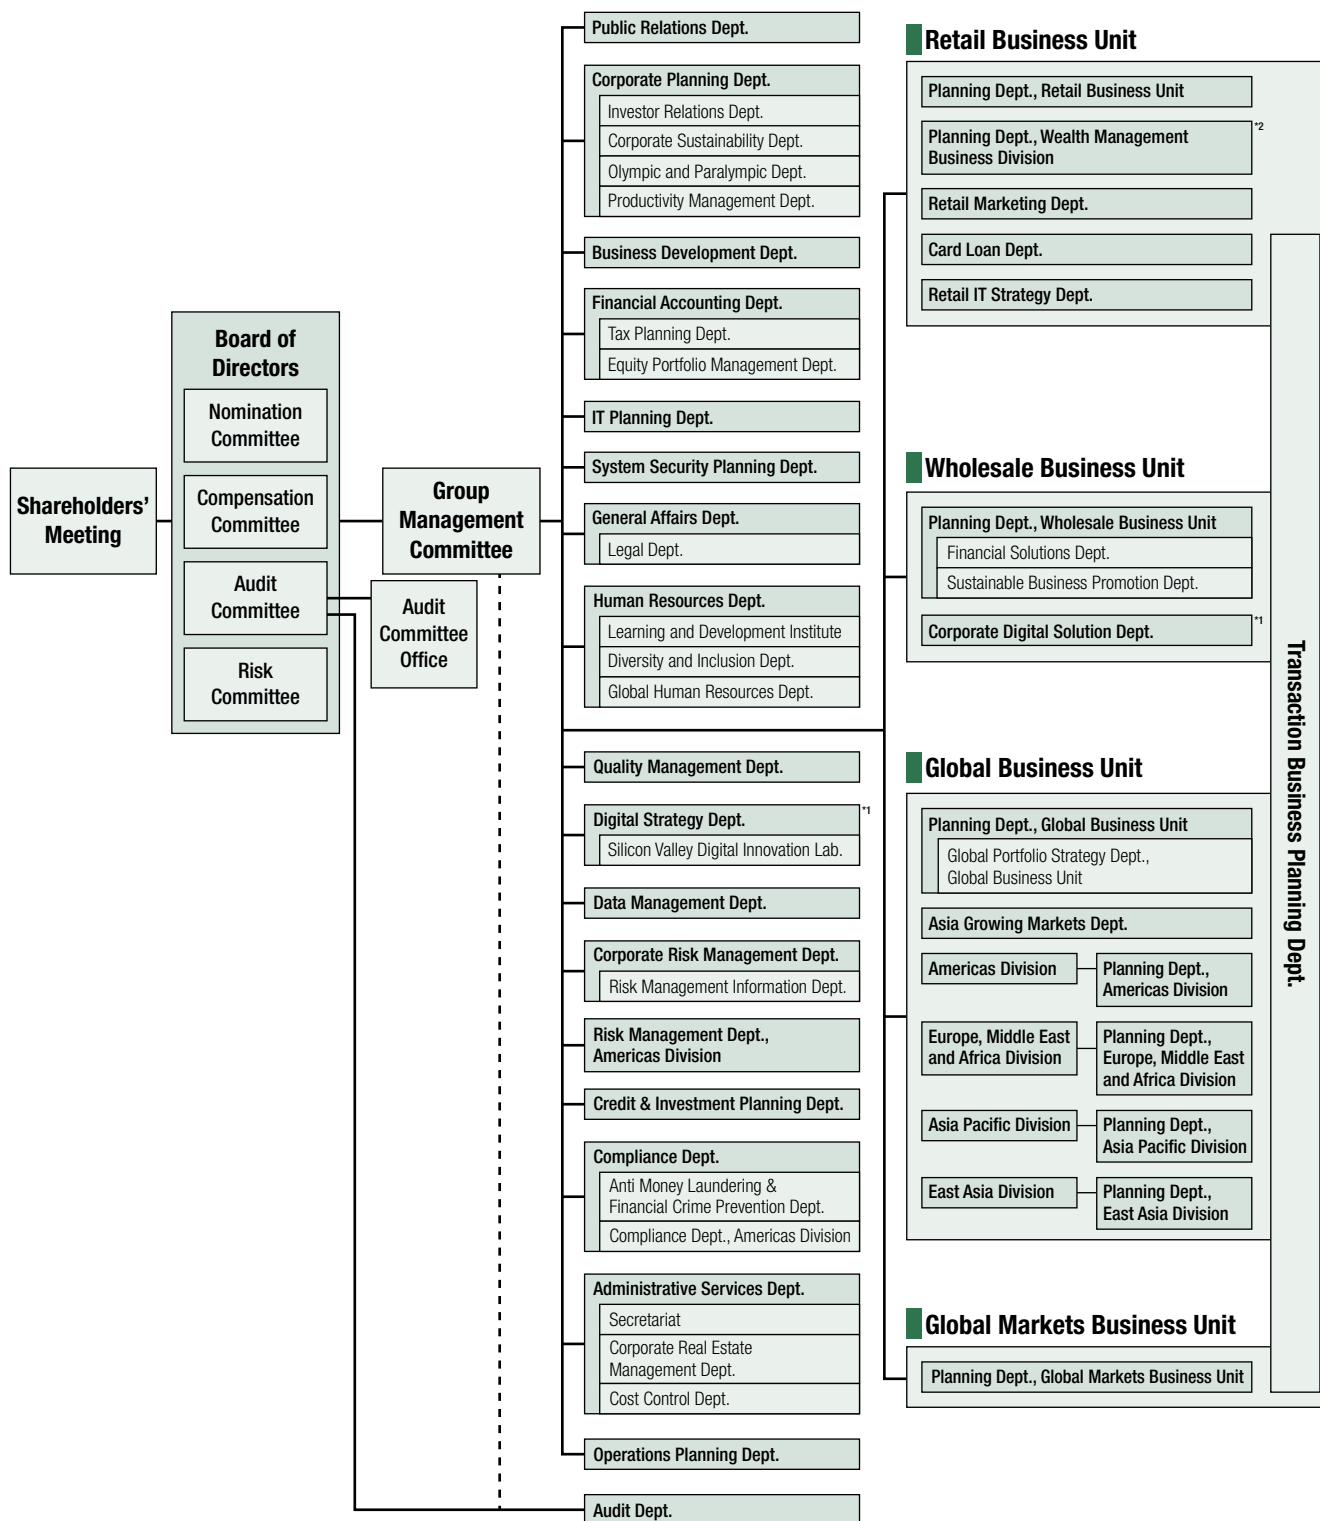 Shareholders’
Meeting
Board of
Directors
Nomination
Committee
Compensation
Committee
Audit
Committee
Risk
Committee
Audit
Committee
Office
Group
Management
Committee
Public Relations Dept.
Corporate Planning Dept.
Investor Relations Dept.
Corporate Sustainability Dept.
Olympic and Paralympic Dept.
Productivity Management Dept.
Business Development Dept.
Financial Accounting Dept.
Tax Planning Dept.
Equity Portfolio Management Dept.
IT Planning Dept.
System Security Planning Dept.
General Affairs Dept.
Legal Dept.
Human Resources Dept.
Learning and Development Institute
Diversity and Inclusion Dept.
Global Human Resources Dept.
Quality Management Dept.
Digital Strategy Dept.
*1
Silicon Valley Digital Innovation Lab.
Data Management Dept.
Corporate Risk Management Dept.
Risk Management Information Dept.
Risk Management Dept.,
Americas Division
Credit & Investment Planning Dept.
Compliance Dept.
Anti Money Laundering &
Financial Crime Prevention Dept.
Compliance Dept., Americas Division
Administrative Services Dept.
Secretariat
Corporate Real Estate
Management Dept.
Cost Control Dept.
Operations Planning Dept.
Audit Dept.
Retail Business Unit
Planning Dept., Retail Business Unit
Planning Dept., Wealth Management
Business Division
*2
Retail Marketing Dept.
Card Loan Dept.
Retail IT Strategy Dept.
Wholesale Business Unit
Planning Dept., Wholesale Business Unit
Financial Solutions Dept.
Sustainable Business Promotion Dept.
Corporate Digital Solution Dept.
*1
Global Business Unit
Planning Dept., Global Business Unit
Global Portfolio Strategy Dept.,
Global Business Unit
Asia Growing Markets Dept.
Americas Division
Planning Dept.,
Americas Division
Europe, Middle East
and Africa Division
Planning Dept.,
Europe, Middle East
and Africa Division
Asia Pacific Division
Planning Dept.,
Asia Pacific Division
East Asia Division
Planning Dept.,
East Asia Division
Global Markets Business Unit
Planning Dept., Global Markets Business Unit
Transaction Business Planning Dept.